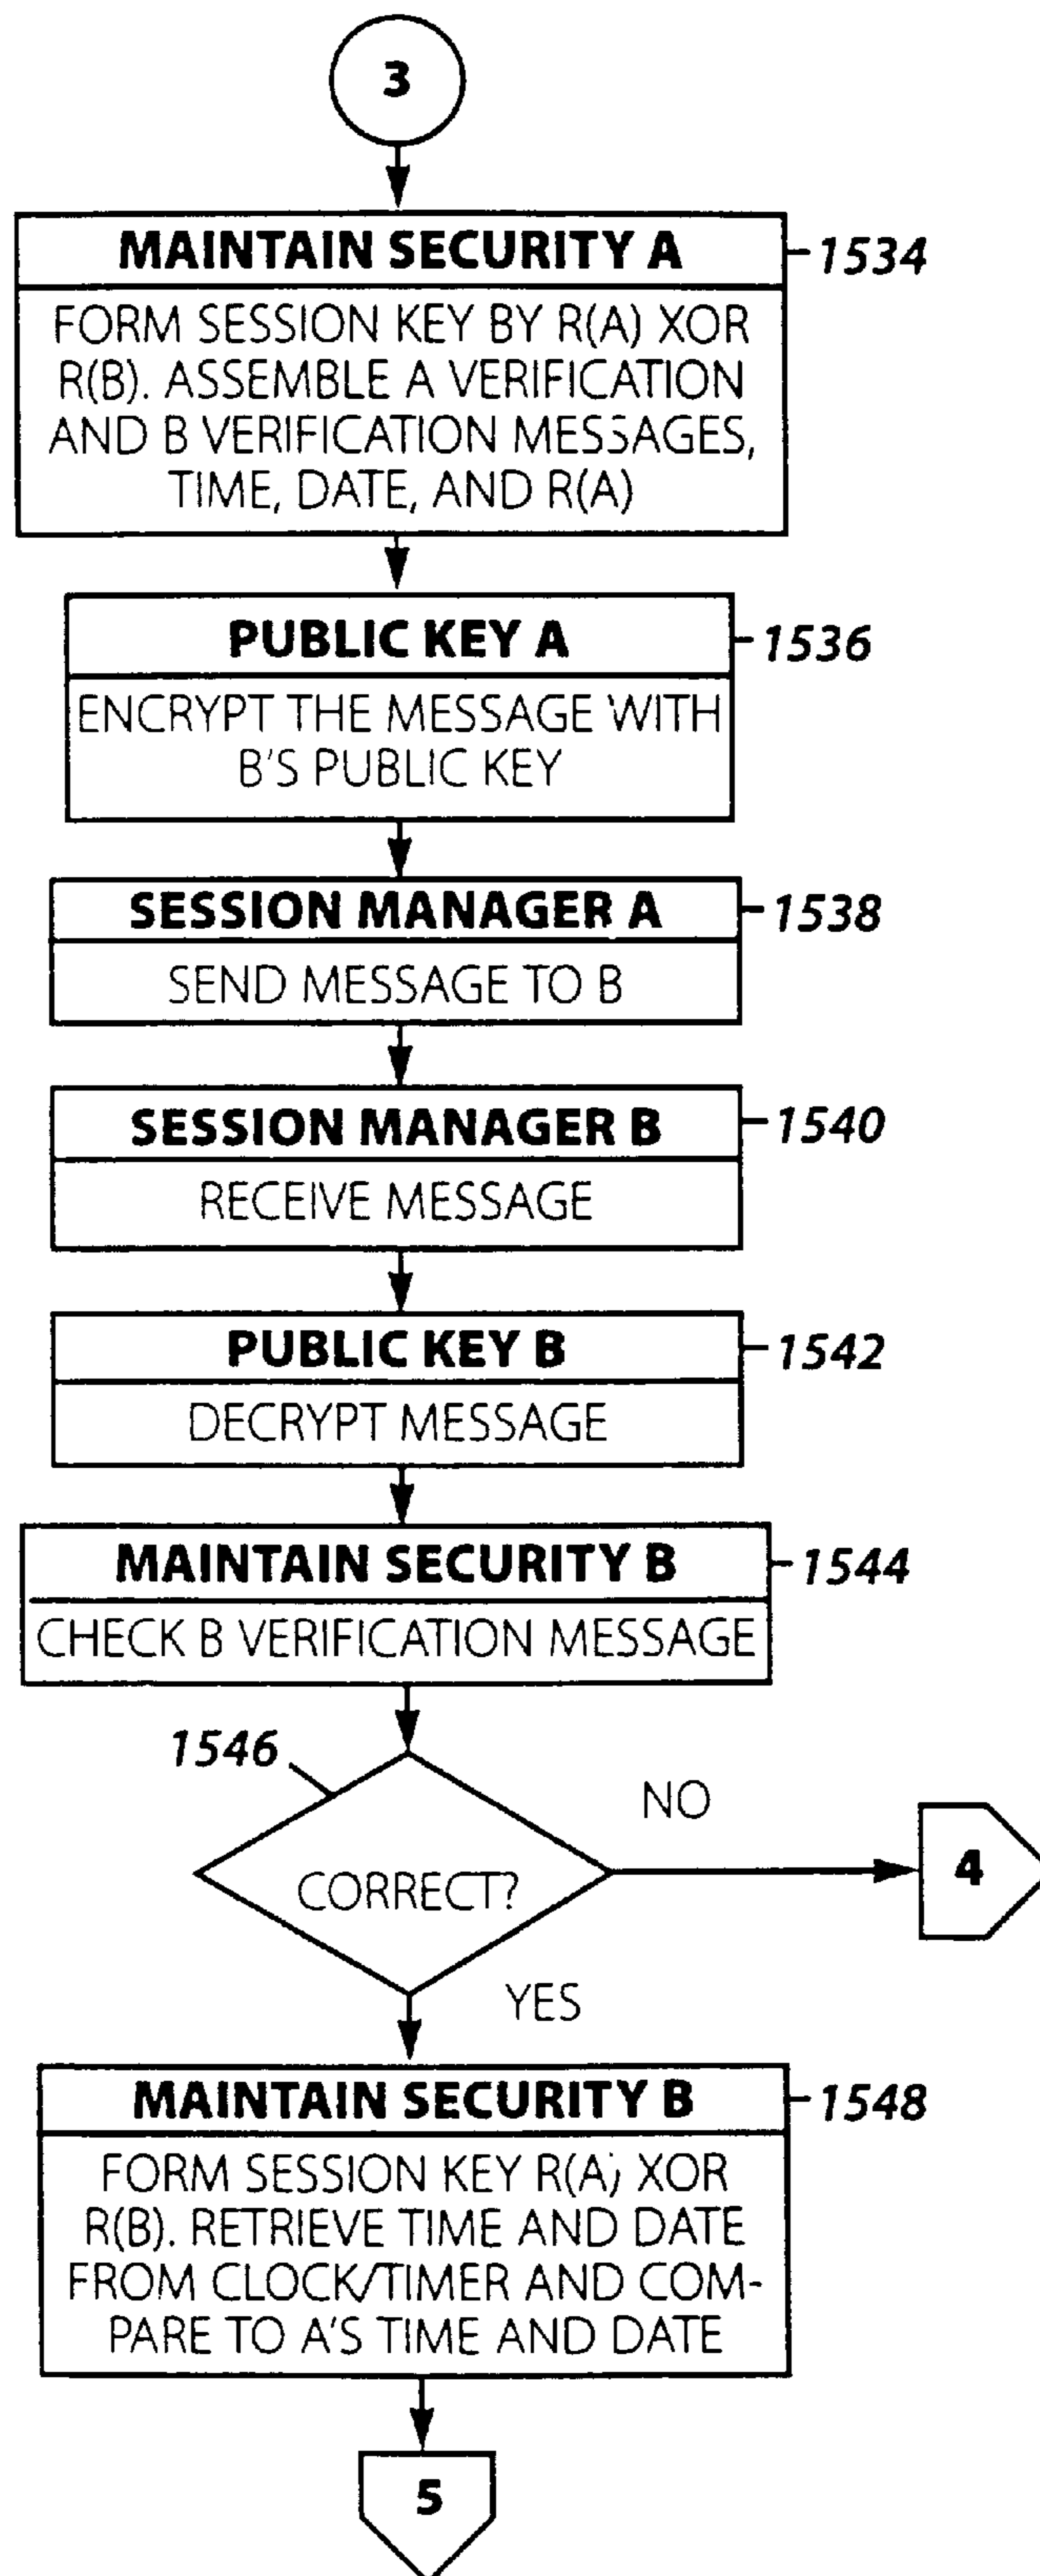 3
MAINTAIN SECURITY A
1534
FORM SESSION KEY BY R(A) XOR
R(B). ASSEMBLE A VERIFICATION
AND B VERIFICATION MESSAGES,
TIME, DATE, AND R(A)
PUBLIC KEY A
1536
ENCRYPT THE MESSAGE WITH
B'S PUBLIC KEY
SESSION MANAGER A
1538
SEND MESSAGE TO B
SESSION MANAGER B
1540
RECEIVE MESSAGE
PUBLIC KEY B
1542
DECRYPT MESSAGE
MAINTAIN SECURITY B
1544
CHECK B VERIFICATION MESSAGE
1546
NO
4
CORRECT?
YES
MAINTAIN SECURITY B
1548
FORM SESSION KEY R(A) XOR
R(B). RETRIEVE TIME AND DATE
FROM CLOCK/TIMER AND COM-
PARE TO A'S TIME AND DATE
5